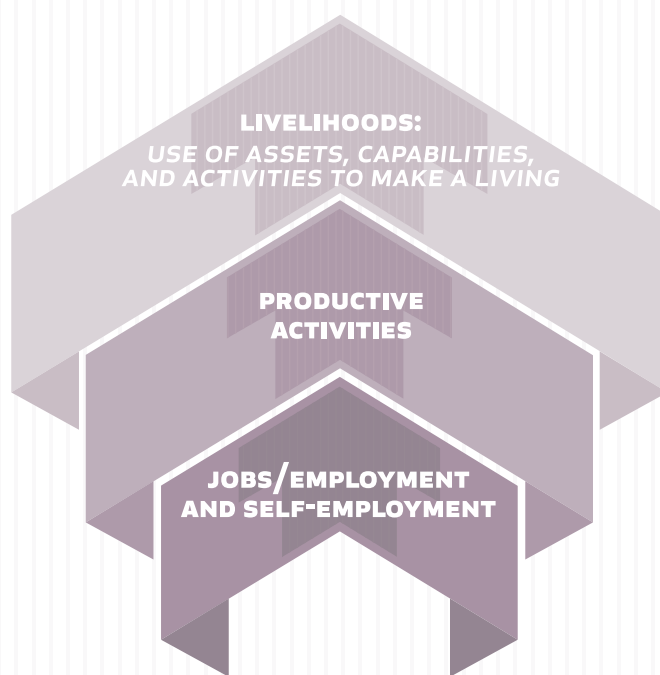 LIVELIHOODS:
USE OF ASSETS, CAPABILITIES,
AND ACTIVITIES TO MAKE A LIVING
PRODUCTIVE
ACTIVITIES
JOBS/EMPLOYMENT
AND SELF-EMPLOYMENT